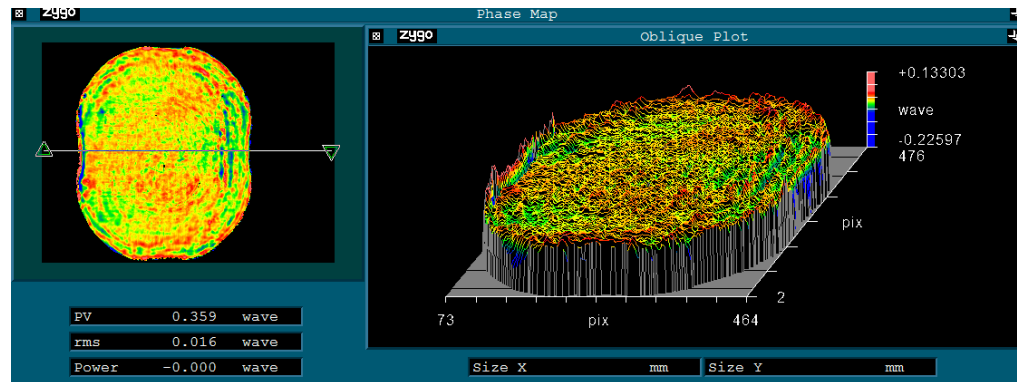 zygo Phase Map
zygo Oblique Plot
+0.13303
wave
-0.22597
476
pix
2
73 pix 464
PV 0.359 wave
rms 0.016 wave
Power -0.000 wave
Size X mm Size Y mm